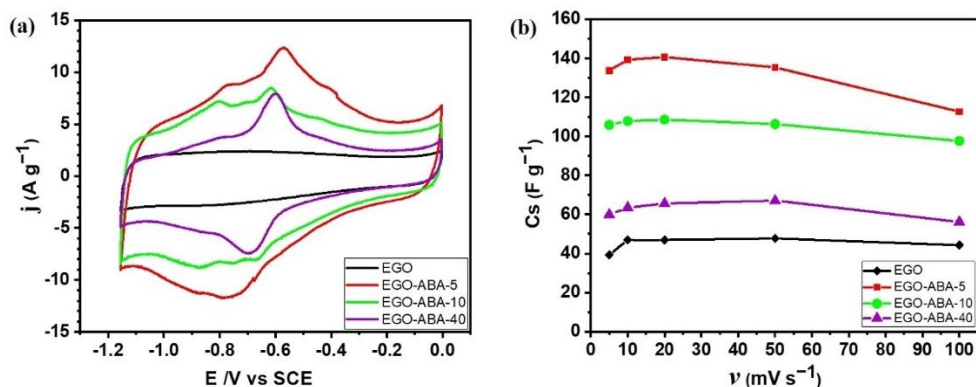 (a)
15
10
5
0
-5
-10
-15
j (A g⁻¹)
-1.2 -1.0 -0.8 -0.6 -0.4 -0.2 0.0
E /V vs SCE
EGO
EGO-ABA-5
EGO-ABA-10
EGO-ABA-40
(b)
160
140
120
100
80
60
40
20
0
Cs (F g⁻¹)
10 20 30 40 50 60 70 80 90 100
ν (mV s⁻¹)
EGO
EGO-ABA-5
EGO-ABA-10
EGO-ABA-40